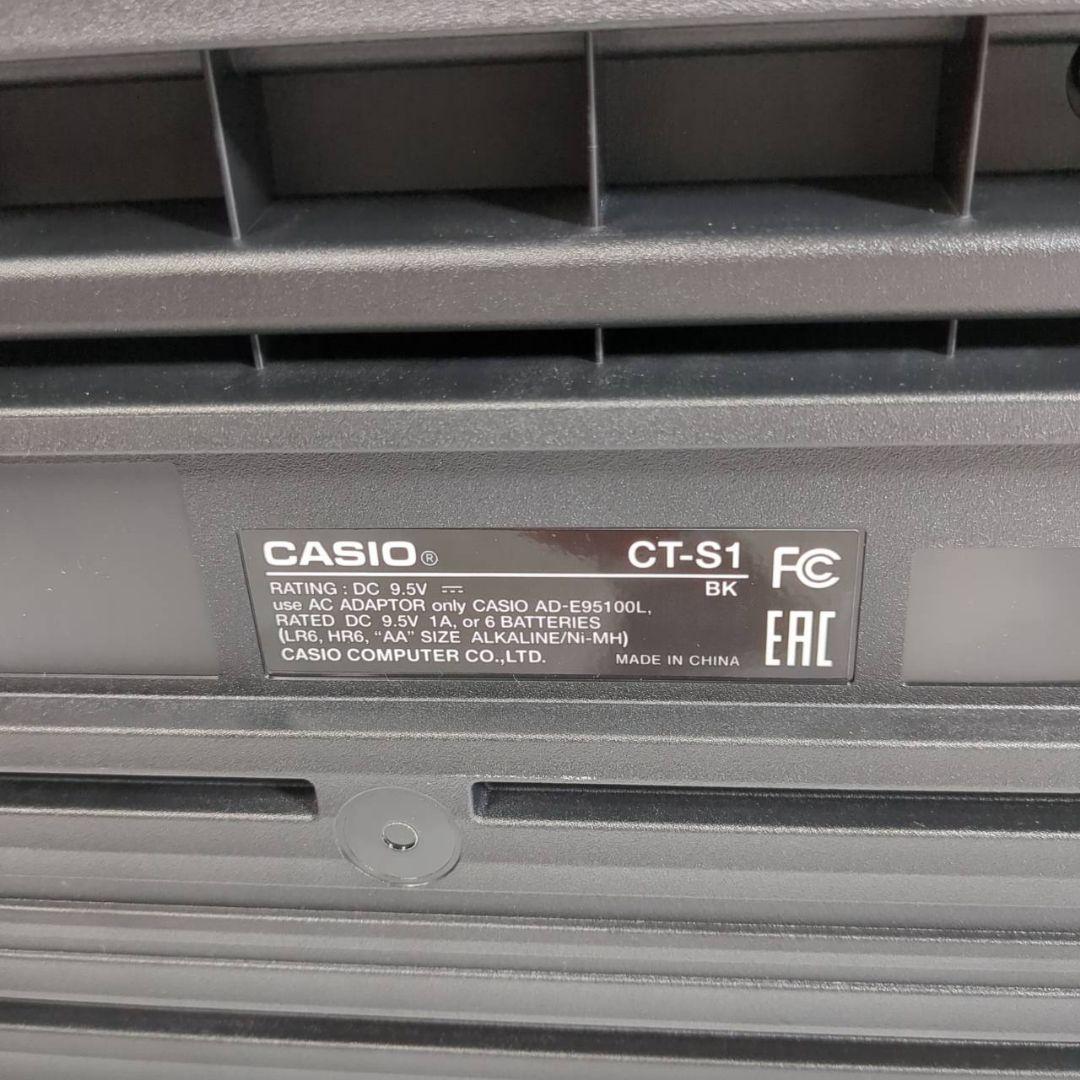 CASIO® CT-S1
BK
RATING : DC 9.5V ⎓
use AC ADAPTOR only CASIO AD-E95100L,
RATED DC 9.5V 1A, or 6 BATTERIES
(LR6, HR6, “AA” SIZE ALKALINE/Ni-MH)
CASIO COMPUTER CO.,LTD. MADE IN CHINA
FC
EAC